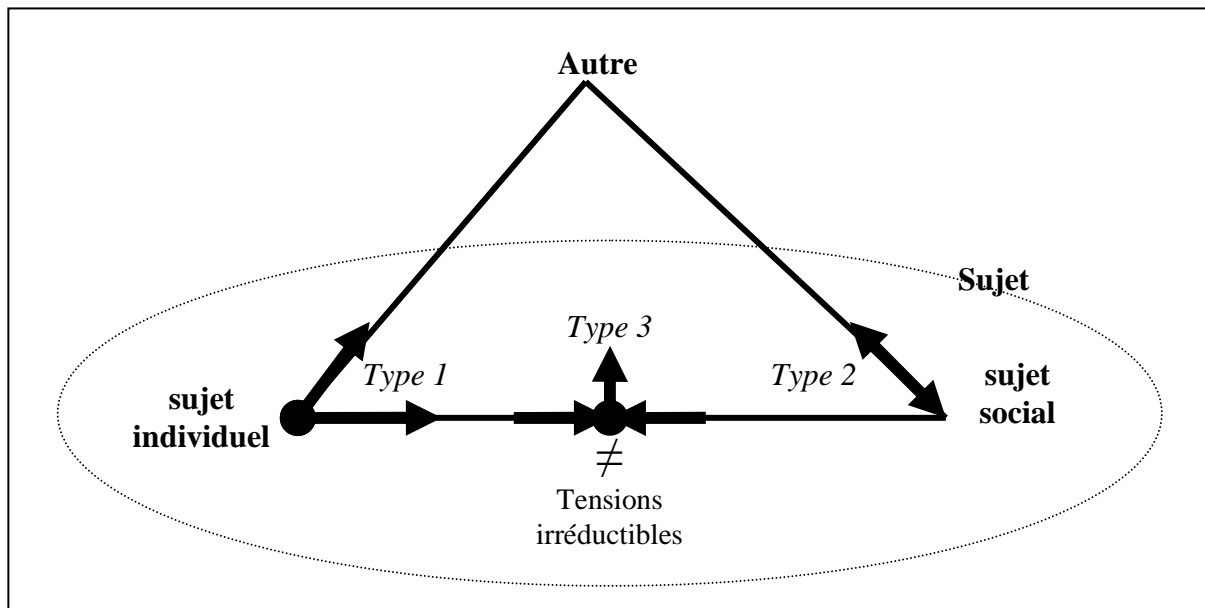 Autre
Sujet
Type 3
Type 1
Type 2
sujet
individuel
sujet
social
≠
Tensions
irréductibles